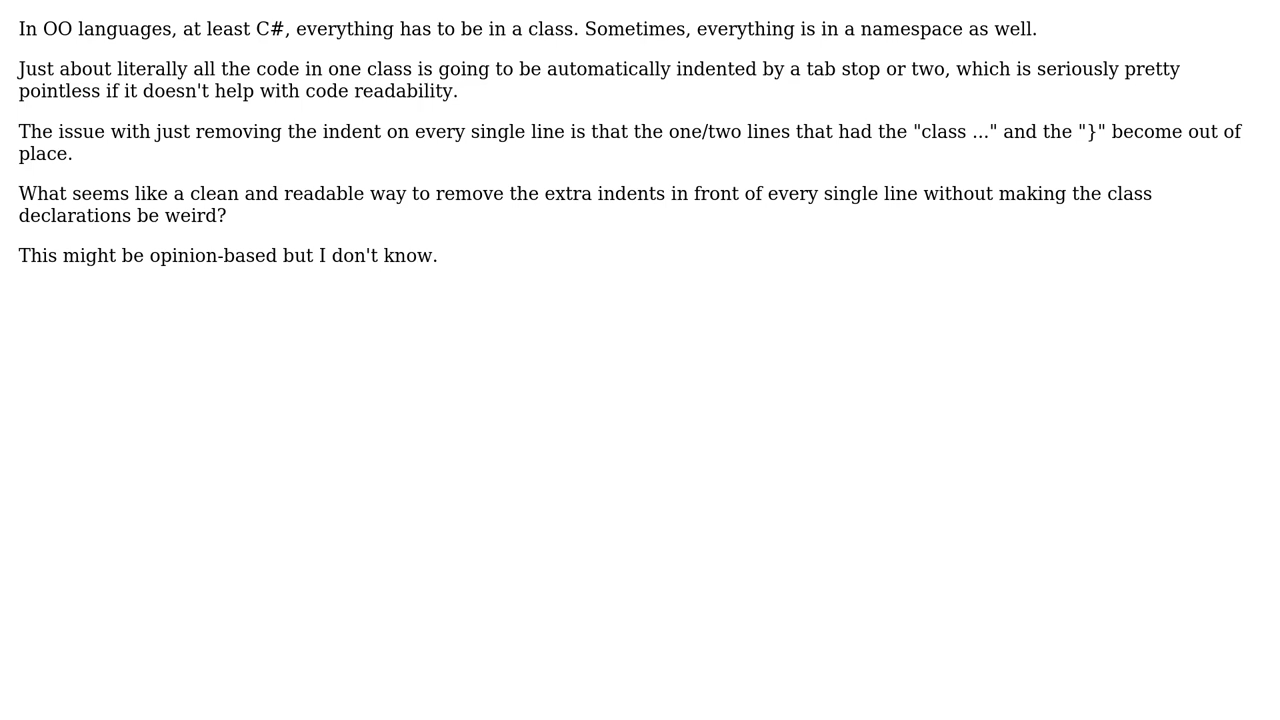 In OO languages, at least C#, everything has to be in a class. Sometimes, everything is in a namespace as well.
Just about literally all the code in one class is going to be automatically indented by a tab stop or two, which is seriously pretty
pointless if it doesn't help with code readability.
The issue with just removing the indent on every single line is that the one/two lines that had the "class ..." and the "}" become out of
place.
What seems like a clean and readable way to remove the extra indents in front of every single line without making the class
declarations be weird?
This might be opinion-based but I don't know.